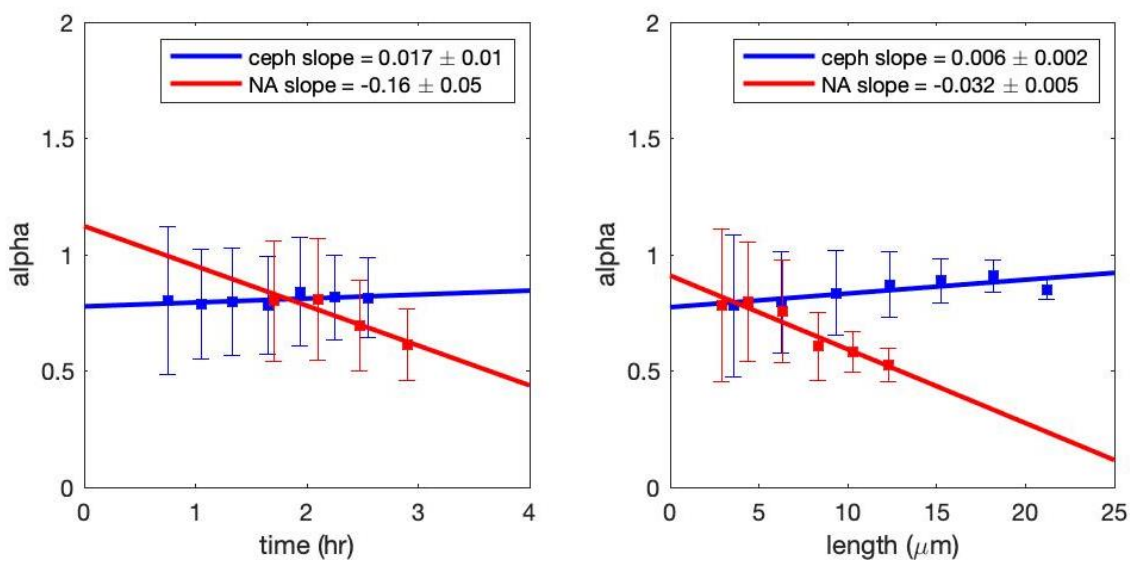 ceph slope = 0.017 ± 0.01
NA slope = -0.16 ± 0.05
2
1.5
1
0.5
0
alpha
0 1 2 3 4
time (hr)
ceph slope = 0.006 ± 0.002
NA slope = -0.032 ± 0.005
2
1.5
1
0.5
0
alpha
0 5 10 15 20 25
length (μm)